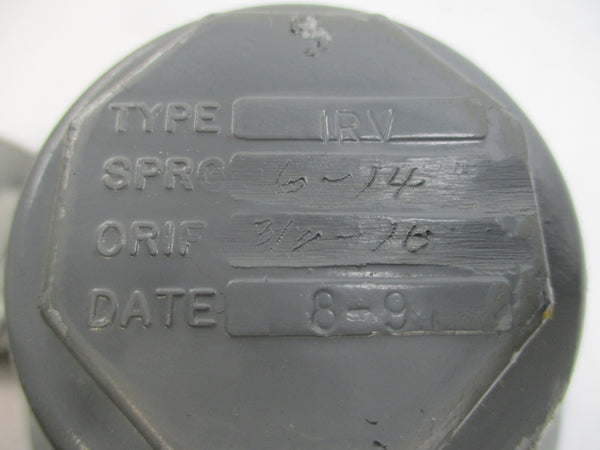 TYPE IRV
SPRG 6-14"
ORIF
DATE 8-9